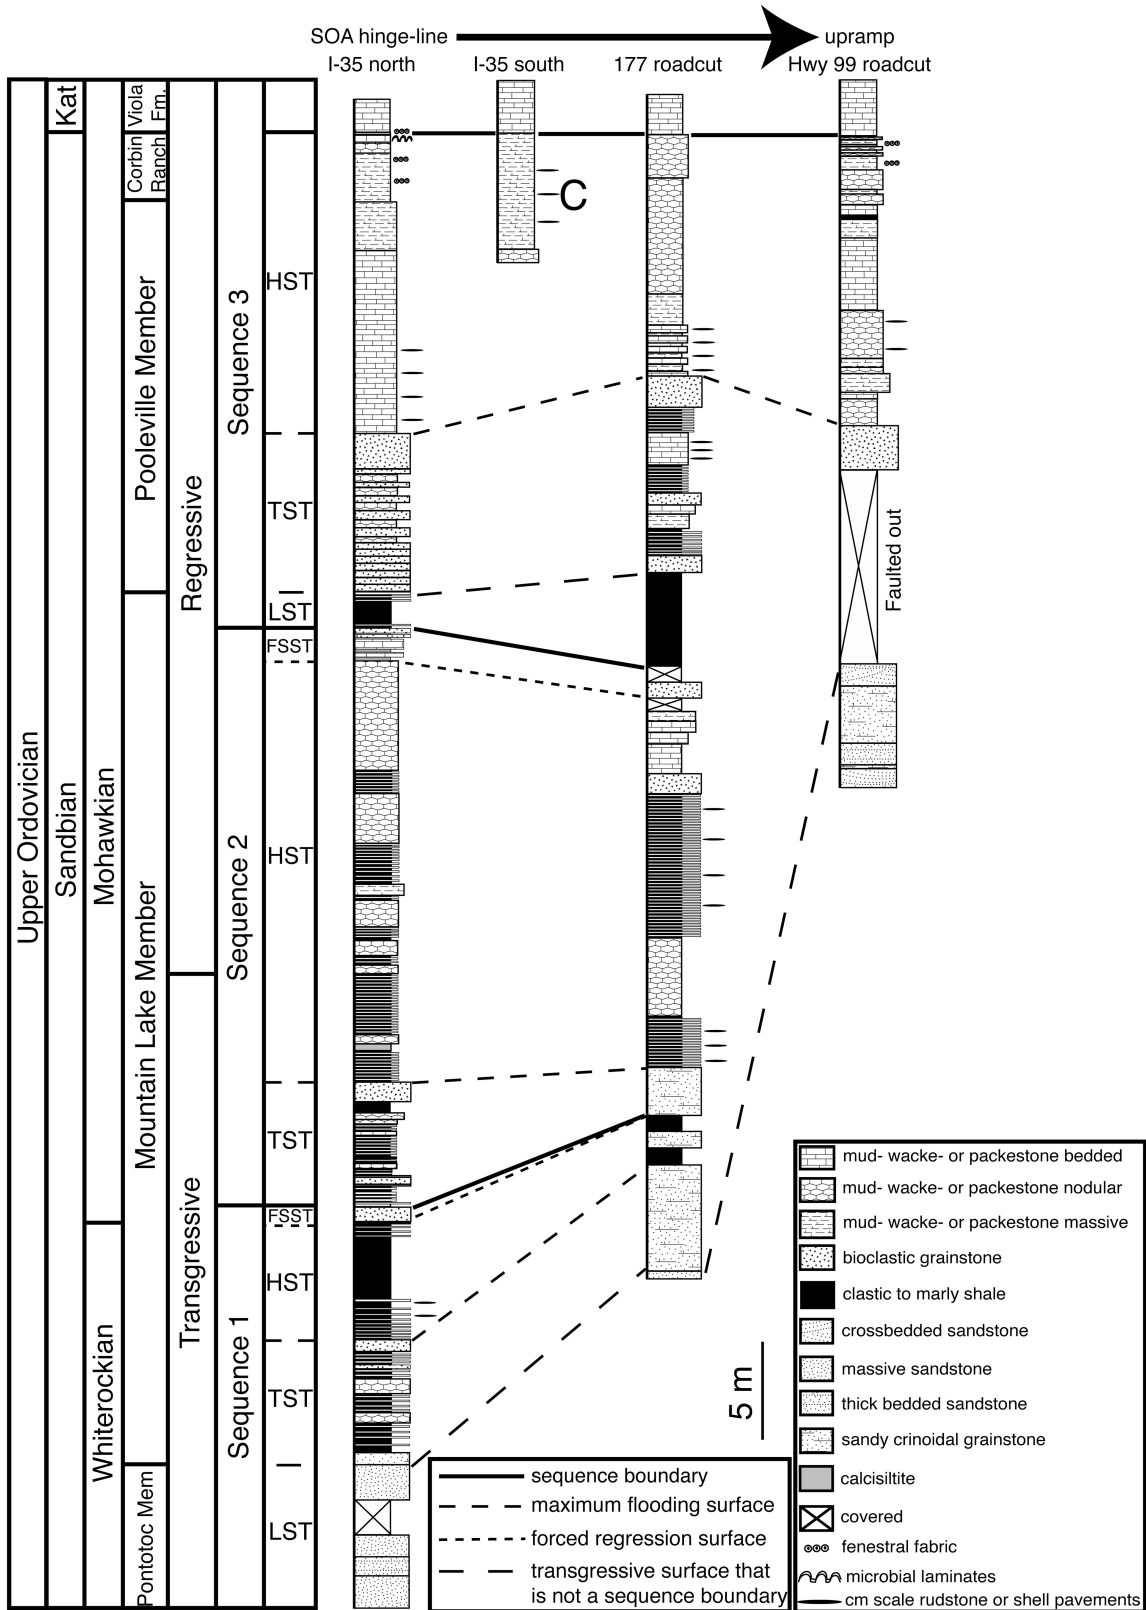 SOA hinge-line
upramp
I-35 north
I-35 south
177 roadcut
Hwy 99 roadcut
Upper Ordovician
Kat
Sandbian
Mohawkian
Whiterockian
Viola
Fm.
Corbin
Ranch
Pooleville Member
Mountain Lake Member
Pontotoc Mem
Regressive
Transgressive
Sequence 3
Sequence 2
Sequence 1
HST
TST
LST
FSST
HST
TST
FSST
HST
TST
LST
C
Faulted out
5 m
sequence boundary
maximum flooding surface
forced regression surface
transgressive surface that
is not a sequence boundary
mud- wacke- or packestone bedded
mud- wacke- or packestone nodular
mud- wacke- or packestone massive
bioclastic grainstone
clastic to marly shale
crossbedded sandstone
massive sandstone
thick bedded sandstone
sandy crinoidal grainstone
calcisiltite
covered
fenestral fabric
microbial laminates
cm scale rudstone or shell pavements